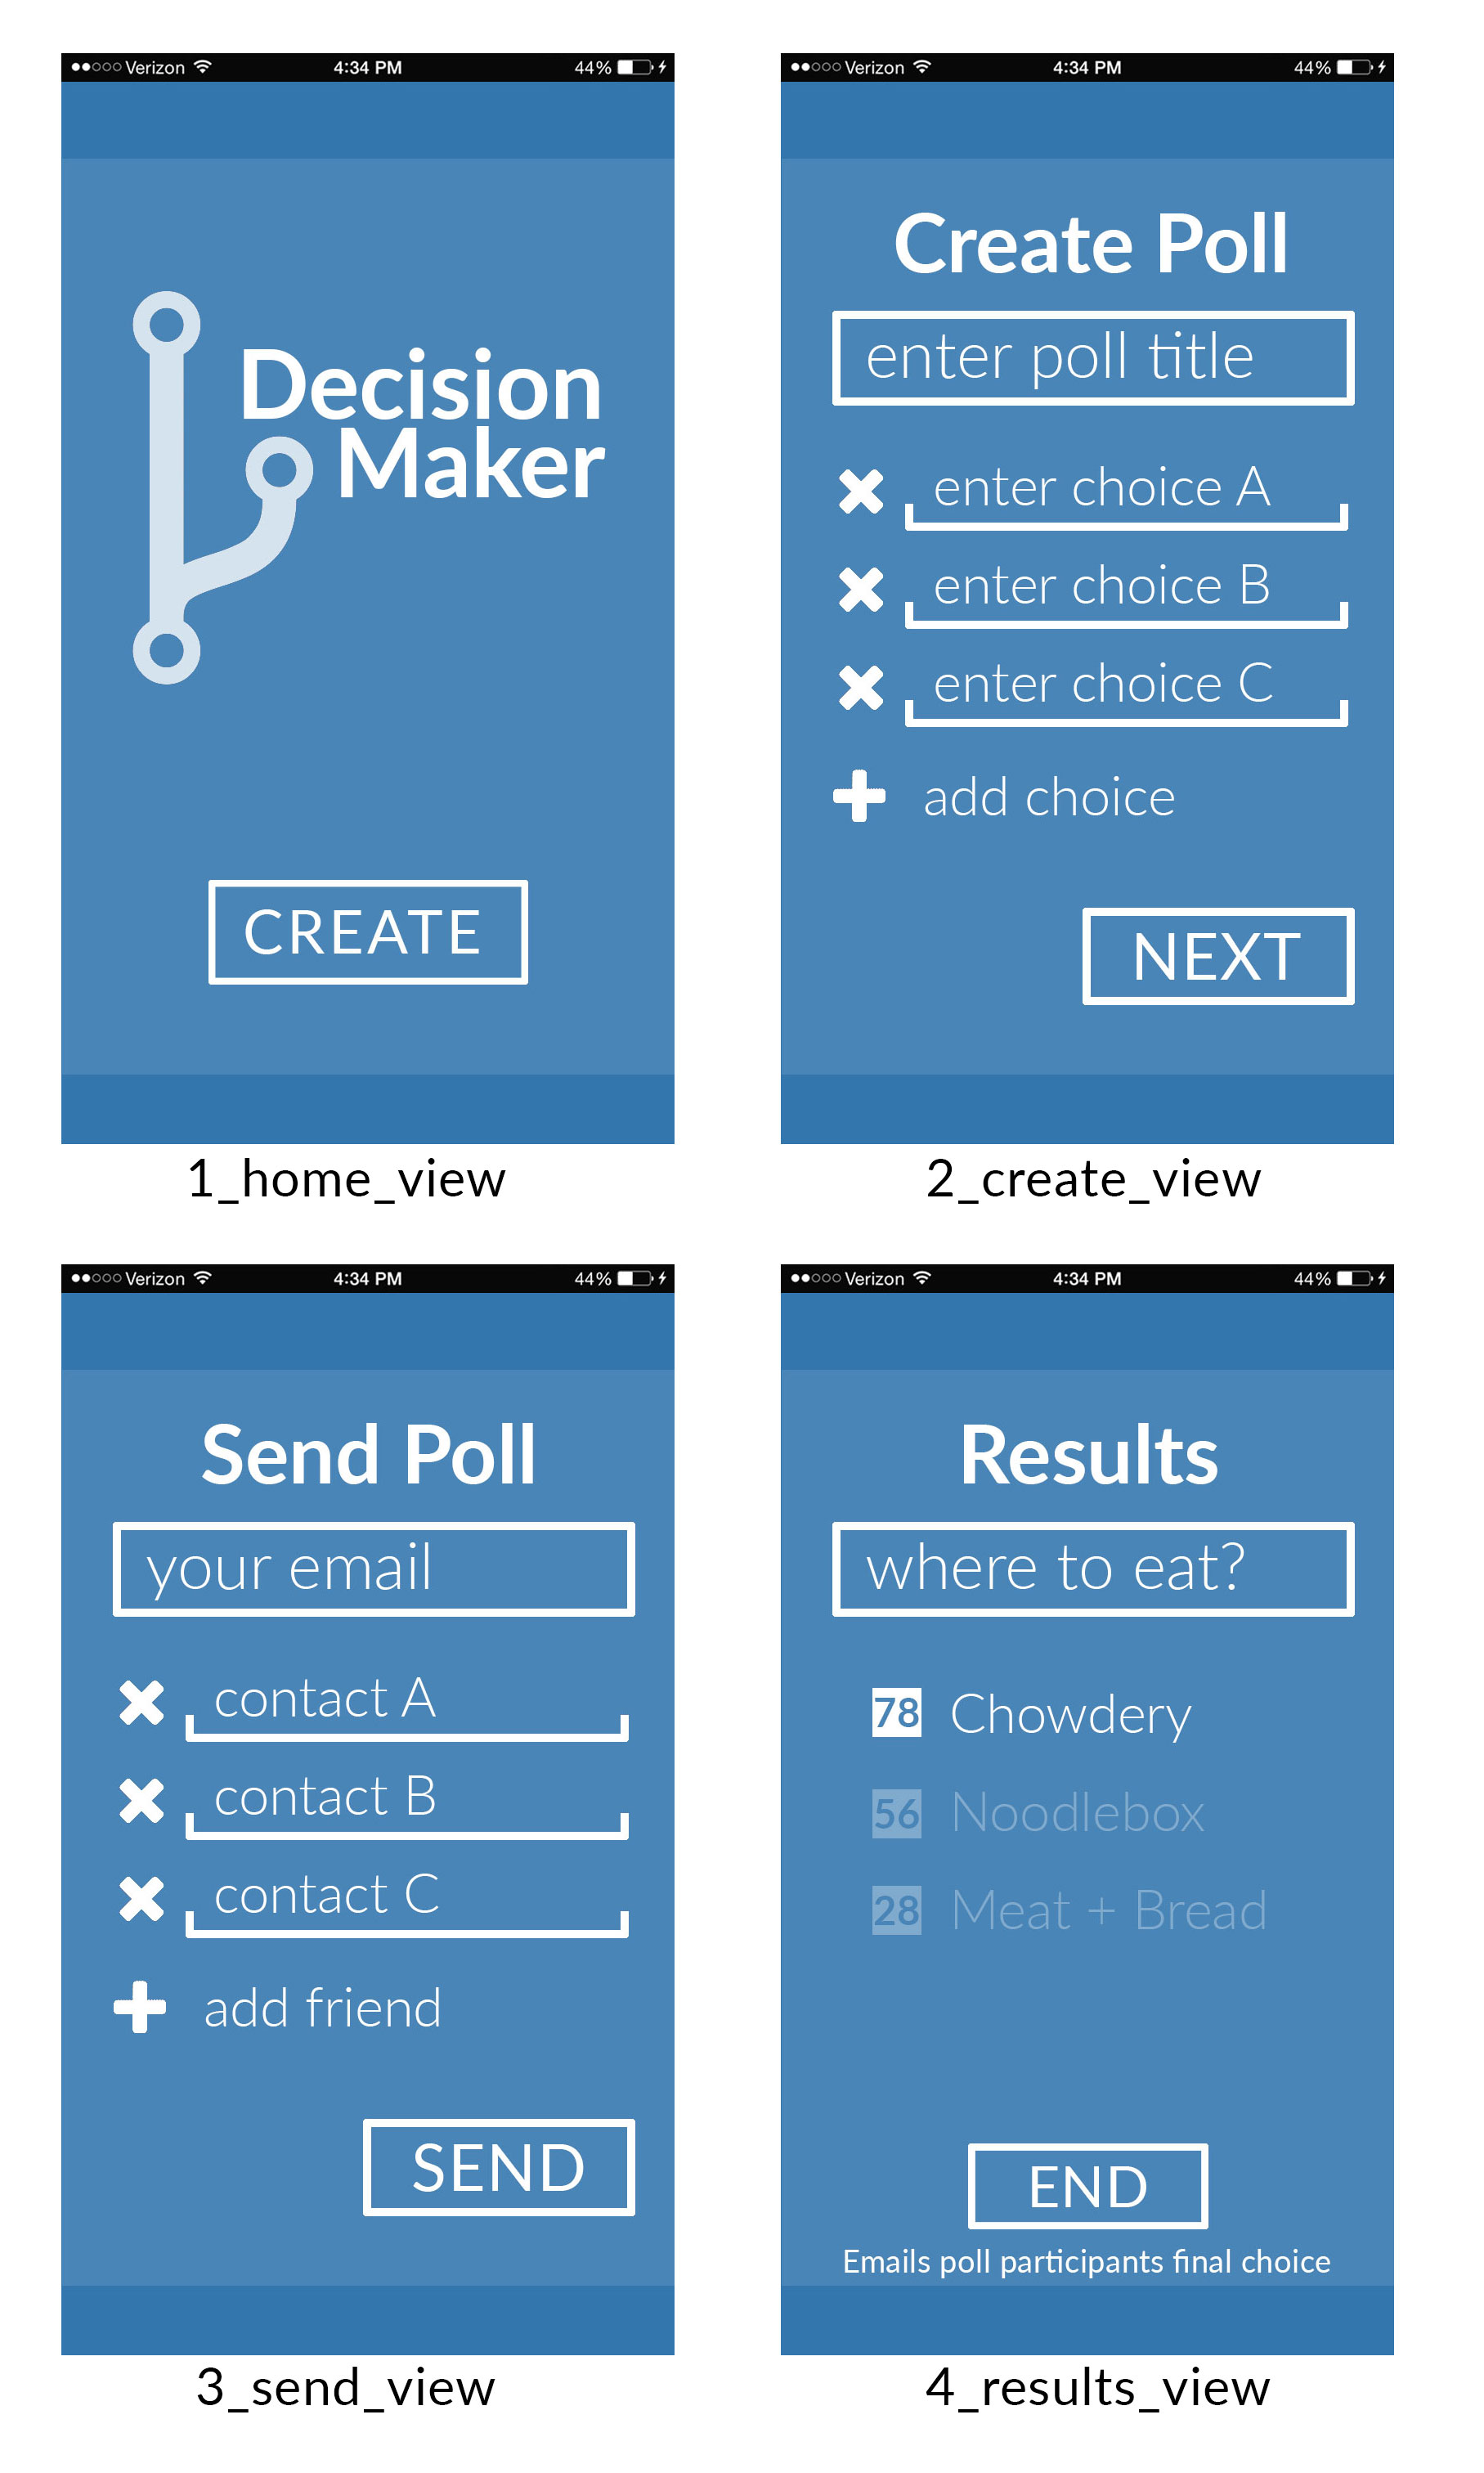 Verizon 4:34 PM 44%
Decision
Maker
CREATE
1_home_view
Verizon 4:34 PM 44%
Create Poll
enter poll title
enter choice A
enter choice B
enter choice C
add choice
NEXT
2_create_view
Verizon 4:34 PM 44%
Send Poll
your email
contact A
contact B
contact C
add friend
SEND
3_send_view
Verizon 4:34 PM 44%
Results
where to eat?
78 Chowdery
56 Noodlebox
28 Meat + Bread
END
Emails poll participants final choice
4_results_view